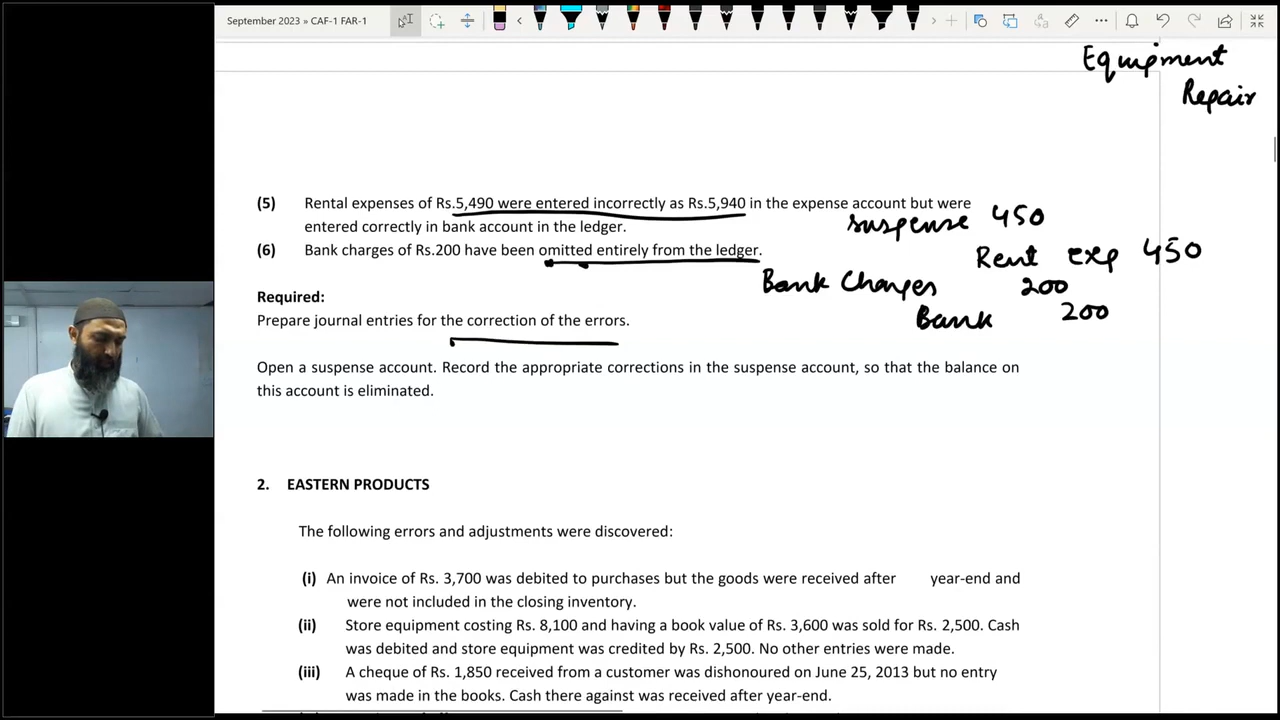 September 2023 » CAF-1 FAR-1
Equipment
Repair
(5) Rental expenses of Rs.5,490 were entered incorrectly as Rs.5,940 in the expense account but were
entered correctly in bank account in the ledger.
suspense 450
(6) Bank charges of Rs.200 have been omitted entirely from the ledger.
Rent exp 450
Bank Charges 200
Bank 200
Required:
Prepare journal entries for the correction of the errors.
Open a suspense account. Record the appropriate corrections in the suspense account, so that the balance on
this account is eliminated.
2. EASTERN PRODUCTS
The following errors and adjustments were discovered:
(i) An invoice of Rs. 3,700 was debited to purchases but the goods were received after year-end and
were not included in the closing inventory.
(ii) Store equipment costing Rs. 8,100 and having a book value of Rs. 3,600 was sold for Rs. 2,500. Cash
was debited and store equipment was credited by Rs. 2,500. No other entries were made.
(iii) A cheque of Rs. 1,850 received from a customer was dishonoured on June 25, 2013 but no entry
was made in the books. Cash there against was received after year-end.